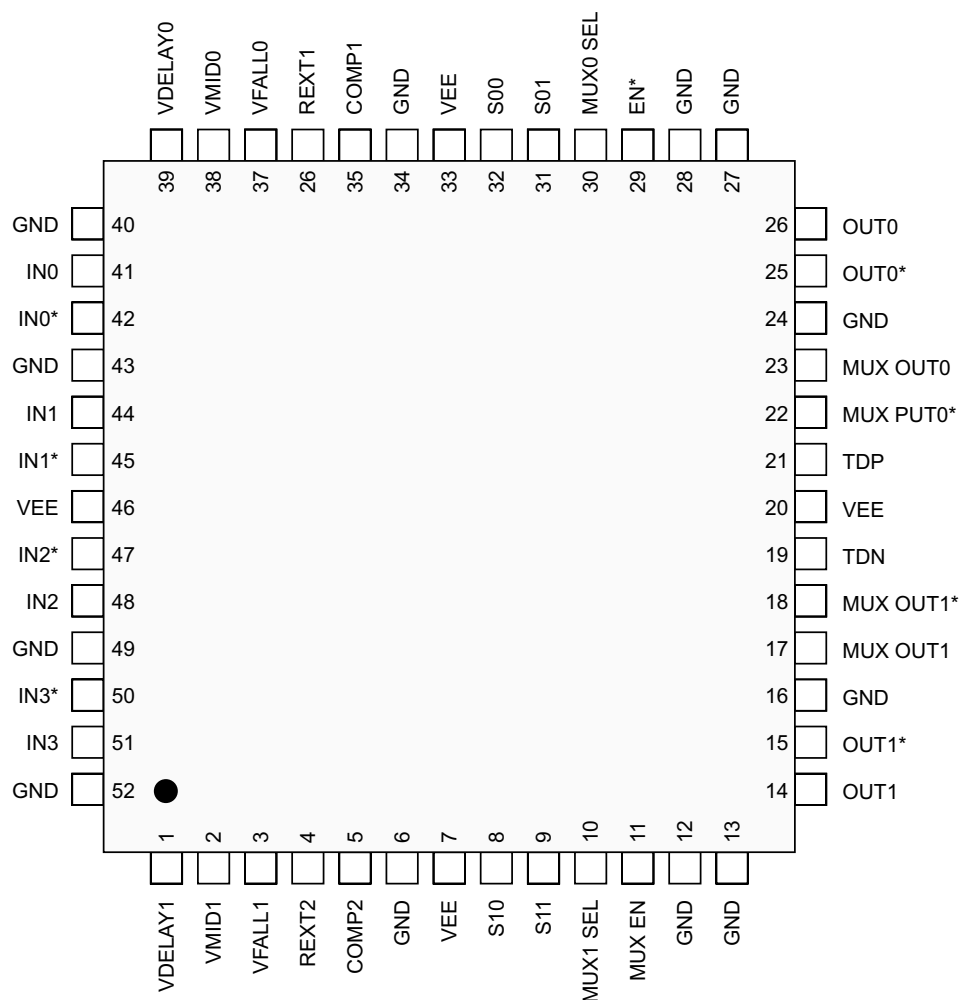 VDELAY0
VMID0
VFALL0
REXT1
COMP1
GND
VEE
S00
S01
MUX0 SEL
EN*
GND
GND
39
38
37
26
35
34
33
32
31
30
29
28
27
GND 40
IN0 41
IN0* 42
GND 43
IN1 44
IN1* 45
VEE 46
IN2* 47
IN2 48
GND 49
IN3* 50
IN3 51
GND 52
26 OUT0
25 OUT0*
24 GND
23 MUX OUT0
22 MUX PUT0*
21 TDP
20 VEE
19 TDN
18 MUX OUT1*
17 MUX OUT1
16 GND
15 OUT1*
14 OUT1
1
2
3
4
5
6
7
8
9
10
11
12
13
VDELAY1
VMID1
VFALL1
REXT2
COMP2
GND
VEE
S10
S11
MUX1 SEL
MUX EN
GND
GND